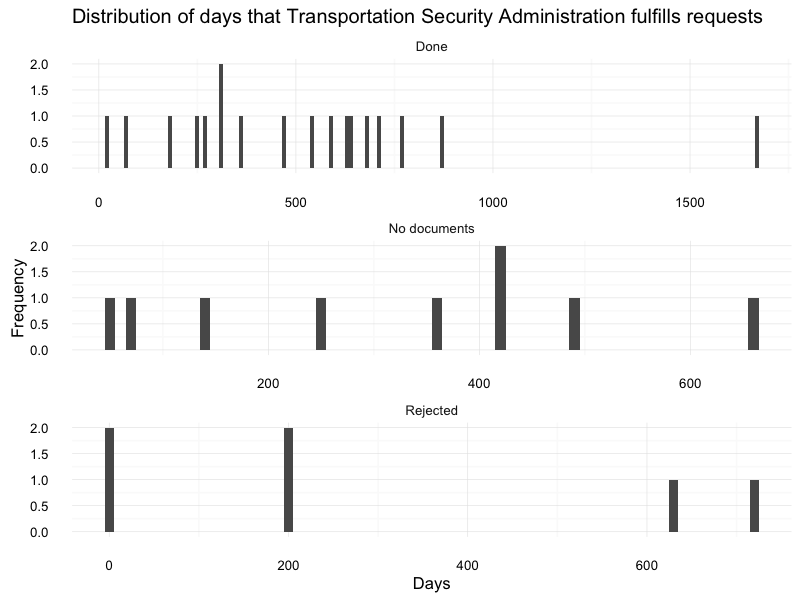 Distribution of days that Transportation Security Administration fulfills requests
Done
2.0
1.5
1.0
0.5
0.0
0 500 1000 1500
No documents
2.0
1.5
1.0
0.5
0.0
200 400 600
Frequency
Rejected
2.0
1.5
1.0
0.5
0.0
0 200 400 600
Days